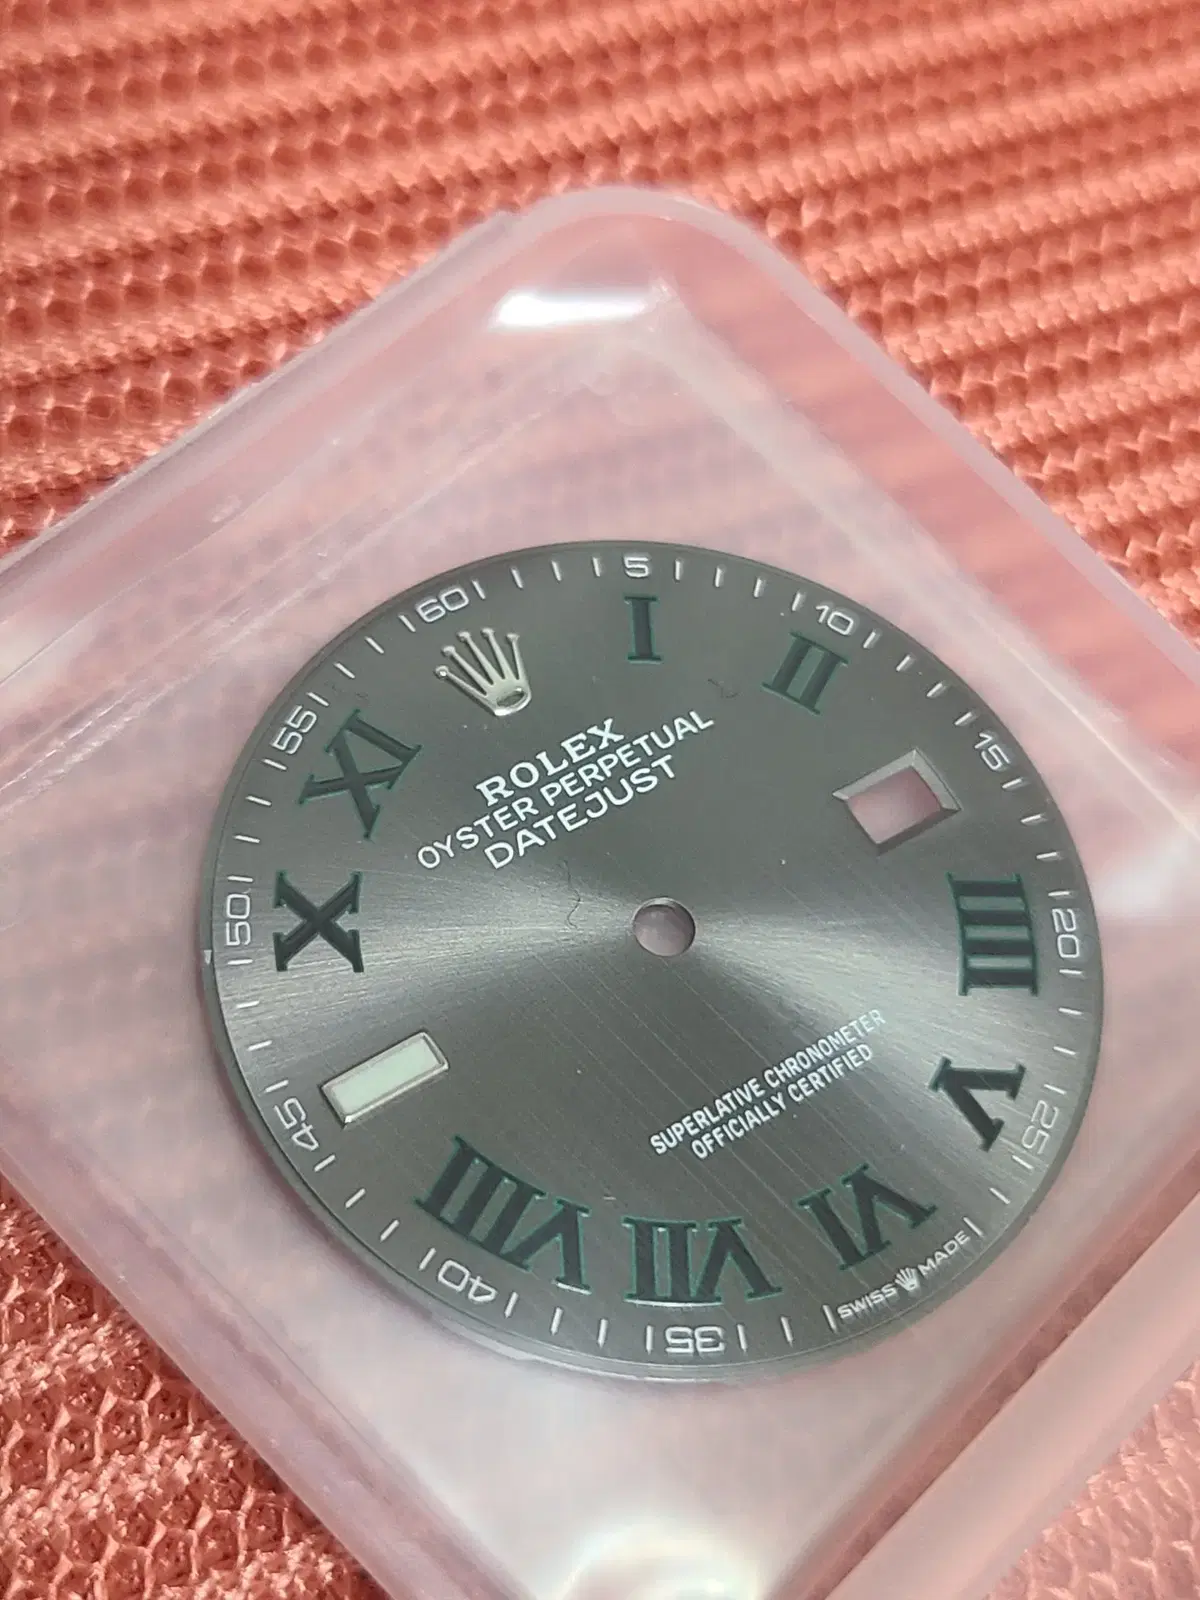 60 5 10 15 20 25 35 40 45 50 55
I II III V VI VII VIII X XI
ROLEX
OYSTER PERPETUAL
DATEJUST
SUPERLATIVE CHRONOMETER
OFFICIALLY CERTIFIED
SWISS MADE